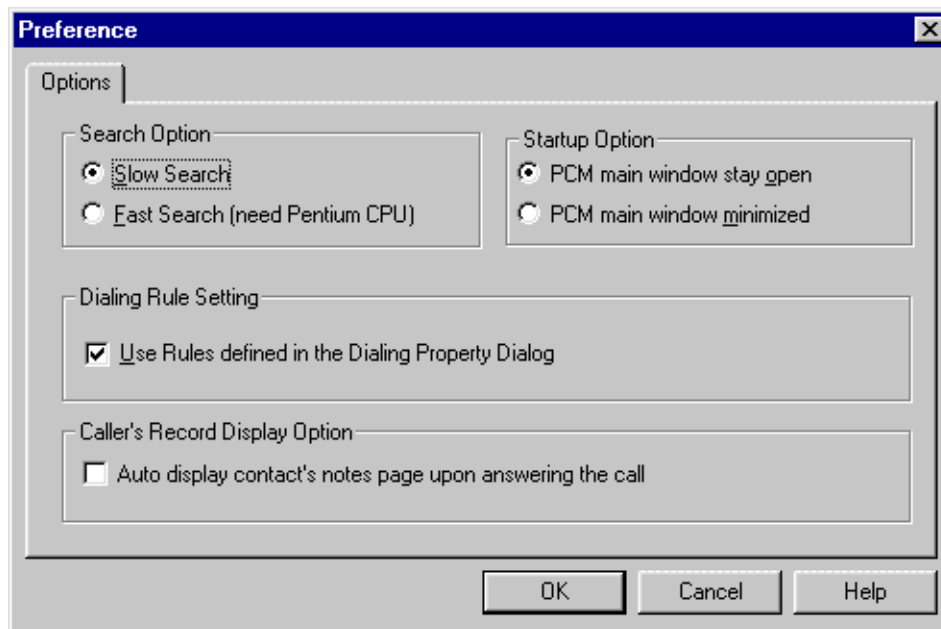 Preference
Options
Search Option
Slow Search
Fast Search (need Pentium CPU)
Startup Option
PCM main window stay open
PCM main window minimized
Dialing Rule Setting
Use Rules defined in the Dialing Property Dialog
Caller's Record Display Option
Auto display contact's notes page upon answering the call
OK
Cancel
Help